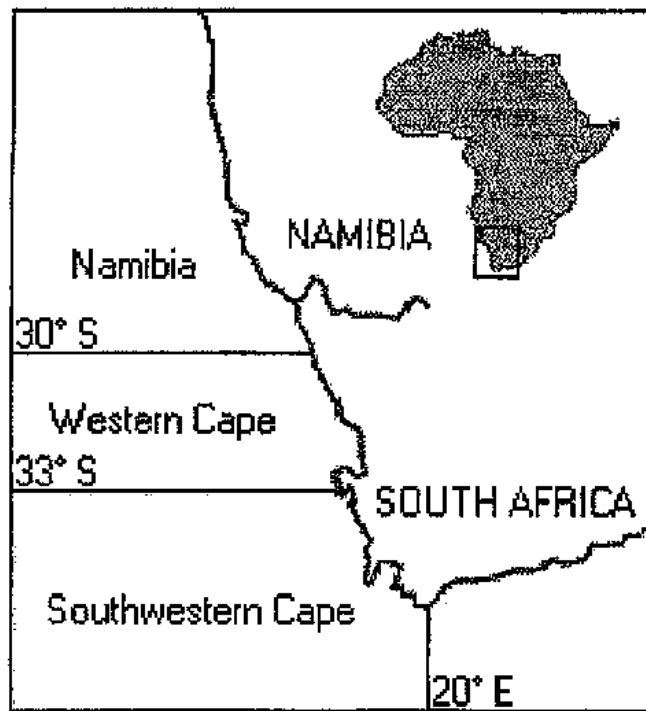 NAMIBIA
Namibia
30° S
Western Cape
33° S
SOUTH AFRICA
Southwestern Cape
20° E